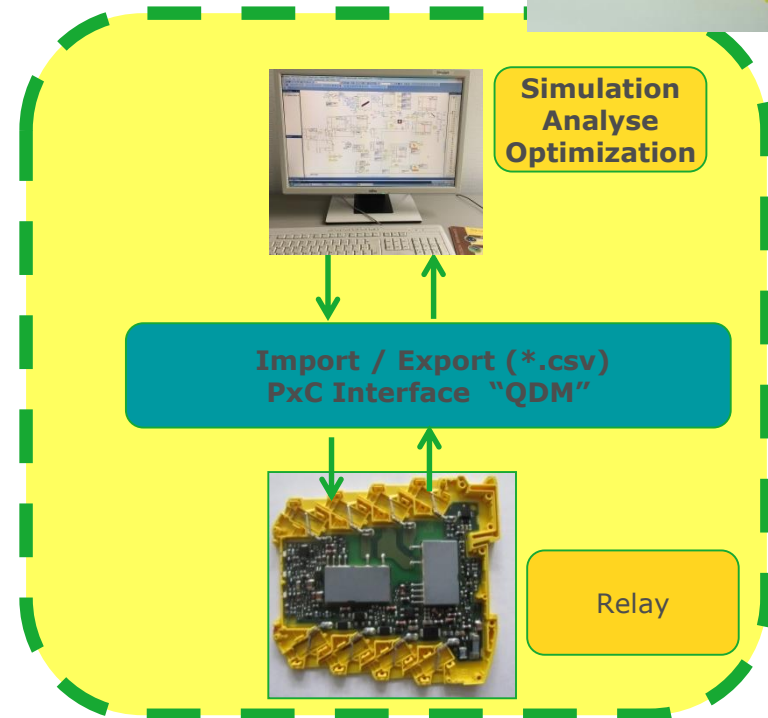 Simulation
Analyse
Optimization
Import / Export (*.csv)
PxC Interface “QDM”
Relay